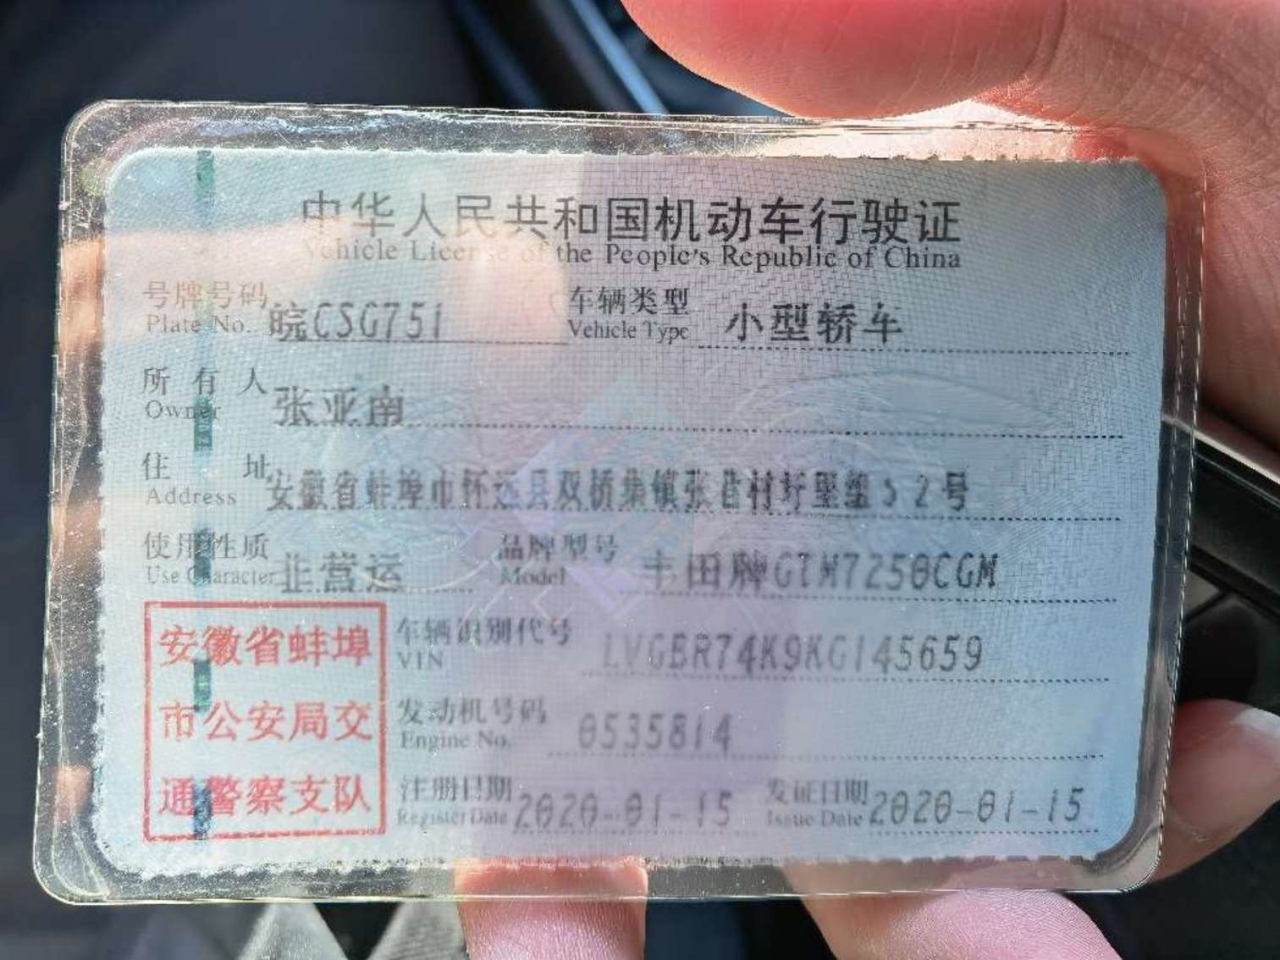 中华人民共和国机动车行驶证
Vehicle License of the People's Republic of China
号牌号码 皖CSG751 车辆类型 小型轿车
Plate No. Vehicle Type
所有人 张亚南
Owner
住址 安徽省蚌埠市怀远县双桥集镇张 村圩里 52号
Address
使用性质 非营运 品牌型号 丰田牌GTM7250CGM
Use Character Model
安徽省蚌埠
市公安局交
通警察支队
车辆识别代号 LVGBR74K9KG145659
VIN
发动机号码 0535814
Engine No.
注册日期 2020-01-15 发证日期 2020-01-15
Register Date Issue Date